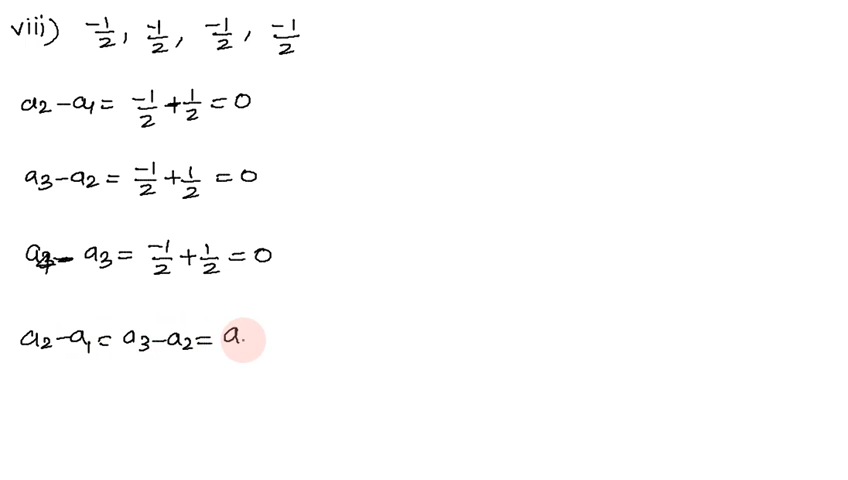 viii) -1/2, -1/2, -1/2, -1/2
a2 - a1 = -1/2 + 1/2 = 0
a3 - a2 = -1/2 + 1/2 = 0
a4 - a3 = -1/2 + 1/2 = 0
a2 - a1 = a3 - a2 = a